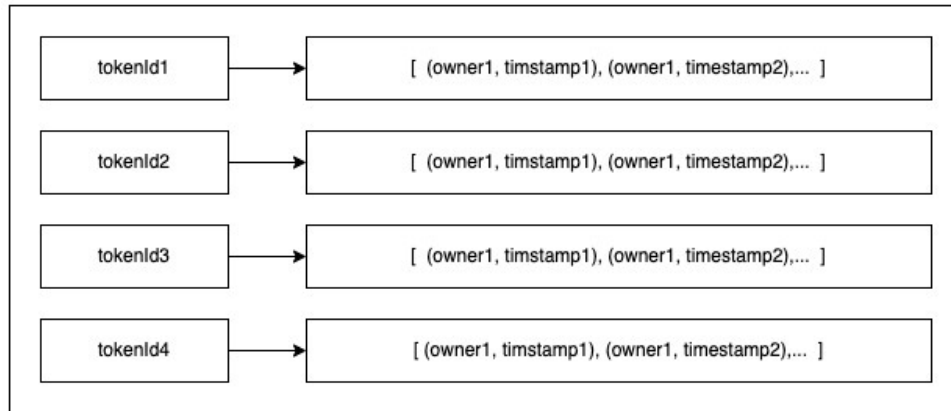 tokenId1
[ (owner1, timstamp1), (owner1, timestamp2),... ]
tokenId2
[ (owner1, timstamp1), (owner1, timestamp2),... ]
tokenId3
[ (owner1, timstamp1), (owner1, timestamp2),... ]
tokenId4
[ (owner1, timstamp1), (owner1, timestamp2),... ]